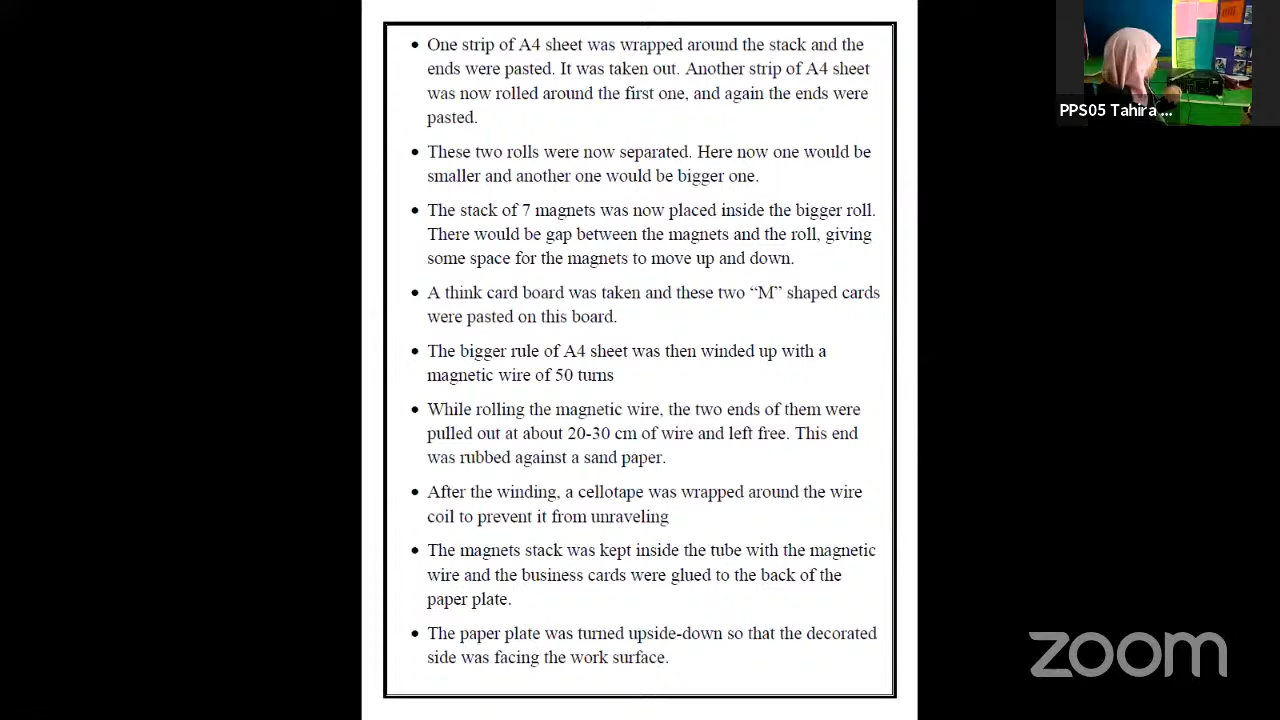 • One strip of A4 sheet was wrapped around the stack and the
ends were pasted. It was taken out. Another strip of A4 sheet
was now rolled around the first one, and again the ends were
pasted.
• These two rolls were now separated. Here now one would be
smaller and another one would be bigger one.
• The stack of 7 magnets was now placed inside the bigger roll.
There would be gap between the magnets and the roll, giving
some space for the magnets to move up and down.
• A think card board was taken and these two “M” shaped cards
were pasted on this board.
• The bigger rule of A4 sheet was then winded up with a
magnetic wire of 50 turns
• While rolling the magnetic wire, the two ends of them were
pulled out at about 20-30 cm of wire and left free. This end
was rubbed against a sand paper.
• After the winding, a cellotape was wrapped around the wire
coil to prevent it from unraveling
• The magnets stack was kept inside the tube with the magnetic
wire and the business cards were glued to the back of the
paper plate.
• The paper plate was turned upside-down so that the decorated
side was facing the work surface.
PPS05 Tahira ...
zoom